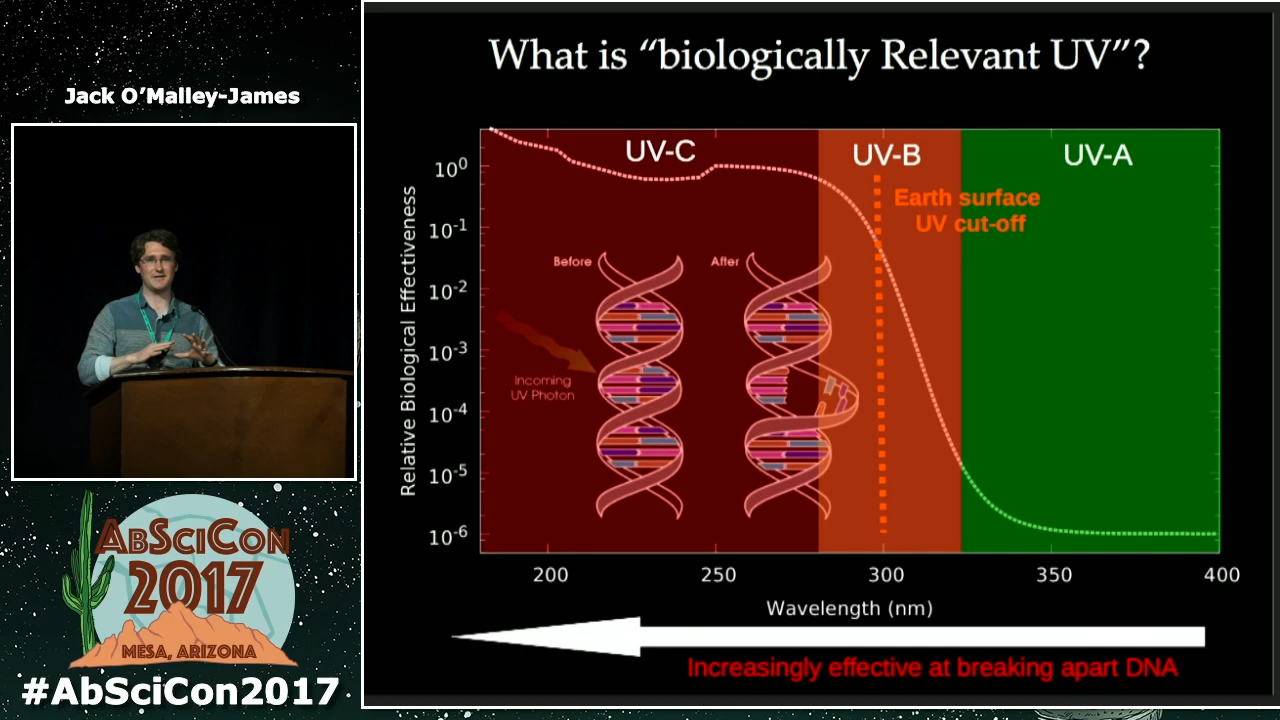 Jack O’Malley-James
ABSCICON
2017
MESA, ARIZONA
#AbSciCon2017
What is “biologically Relevant UV”?
UV-C
UV-B
UV-A
Earth surface
UV cut-off
Before
After
Incoming
UV Photon
Relative Biological Effectiveness
10⁰
10⁻¹
10⁻²
10⁻³
10⁻⁴
10⁻⁵
10⁻⁶
200
250
300
350
400
Wavelength (nm)
Increasingly effective at breaking apart DNA